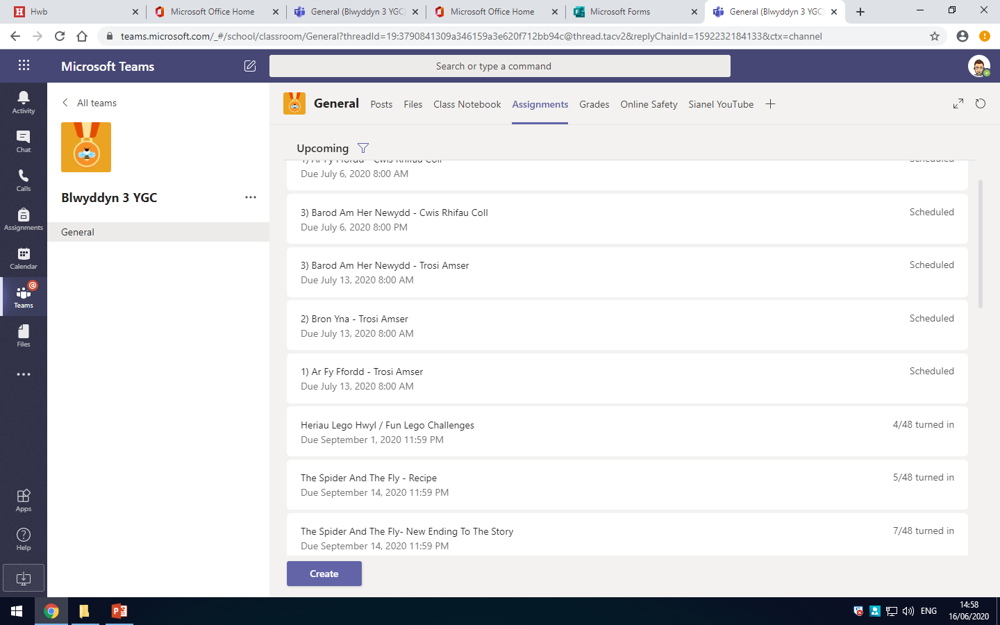 Hwb
Microsoft Office Home
General (Blwyddyn 3 YGC
Microsoft Office Home
Microsoft Forms
General (Blwyddyn 3 YGC
teams.microsoft.com/_#/school/classroom/General?threadId=19:3790841309a346159a3e620f712bb94c@thread.tacv2&replyChainId=1592232184133&ctx=channel
Microsoft Teams
Search or type a command
Activity
Chat
Calls
Assignments
Calendar
Teams
Files
Apps
Help
All teams
Blwyddyn 3 YGC
General
General
Posts
Files
Class Notebook
Assignments
Grades
Online Safety
Sianel YouTube
Upcoming
1) Ar Fy Ffordd - Cwis Rhifau Coll
Scheduled
Due July 6, 2020 8:00 AM
3) Barod Am Her Newydd - Cwis Rhifau Coll
Scheduled
Due July 6, 2020 8:00 PM
3) Barod Am Her Newydd - Trosi Amser
Scheduled
Due July 13, 2020 8:00 AM
2) Bron Yna - Trosi Amser
Scheduled
Due July 13, 2020 8:00 AM
1) Ar Fy Ffordd - Trosi Amser
Scheduled
Due July 13, 2020 8:00 AM
Heriau Lego Hwyl / Fun Lego Challenges
4/48 turned in
Due September 1, 2020 11:59 PM
The Spider And The Fly - Recipe
5/48 turned in
Due September 14, 2020 11:59 PM
The Spider And The Fly- New Ending To The Story
7/48 turned in
Due September 14, 2020 11:59 PM
Create
ENG
14:58
16/06/2020